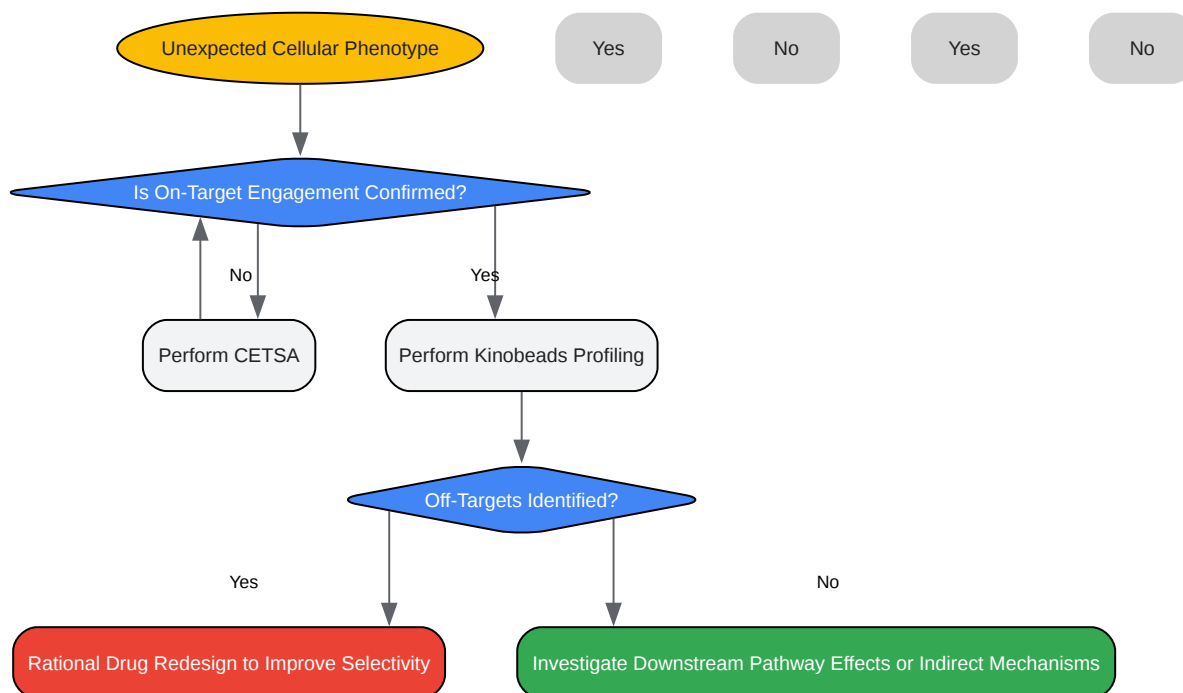 Unexpected Cellular Phenotype
Yes
No
Yes
No
Is On-Target Engagement Confirmed?
No
Yes
Perform CETSA
Perform Kinobeads Profiling
Off-Targets Identified?
Yes
No
Rational Drug Redesign to Improve Selectivity
Investigate Downstream Pathway Effects or Indirect Mechanisms